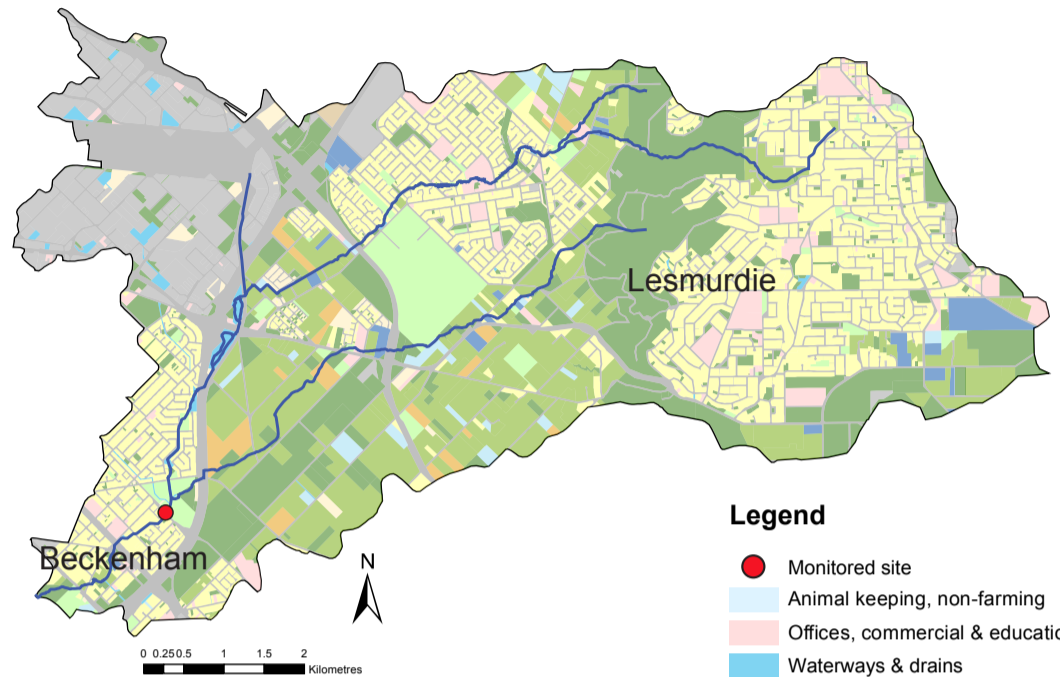 Lesmurdie
Beckenham
N
0 0.25 0.5 1 1.5 2
Kilometres
Legend
Monitored site
Animal keeping, non-farming
Offices, commercial & educatio
Waterways & drains